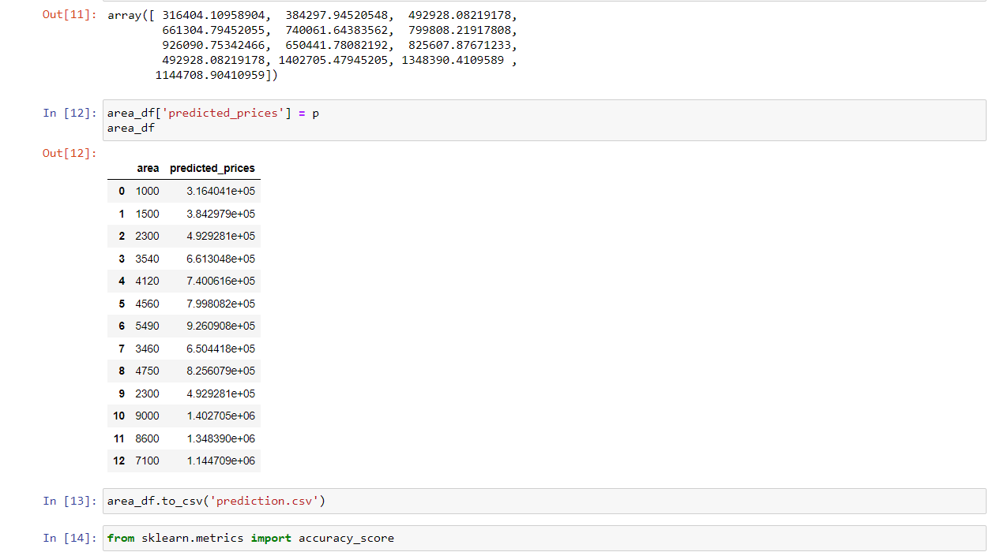 Out[11]: array([ 316404.10958904,  384297.94520548,  492928.08219178,
661304.79452055,  740061.64383562,  799808.21917808,
926090.75342466,  650441.78082192,  825607.87671233,
492928.08219178, 1402705.47945205, 1348390.4109589 ,
1144708.90410959])
In [12]: area_df['predicted_prices'] = p
area_df
Out[12]:
area predicted_prices
0 1000 3.164041e+05
1 1500 3.842979e+05
2 2300 4.929281e+05
3 3540 6.613048e+05
4 4120 7.400616e+05
5 4560 7.998082e+05
6 5490 9.260908e+05
7 3460 6.504418e+05
8 4750 8.256079e+05
9 2300 4.929281e+05
10 9000 1.402705e+06
11 8600 1.348390e+06
12 7100 1.144709e+06
In [13]: area_df.to_csv('prediction.csv')
In [14]: from sklearn.metrics import accuracy_score